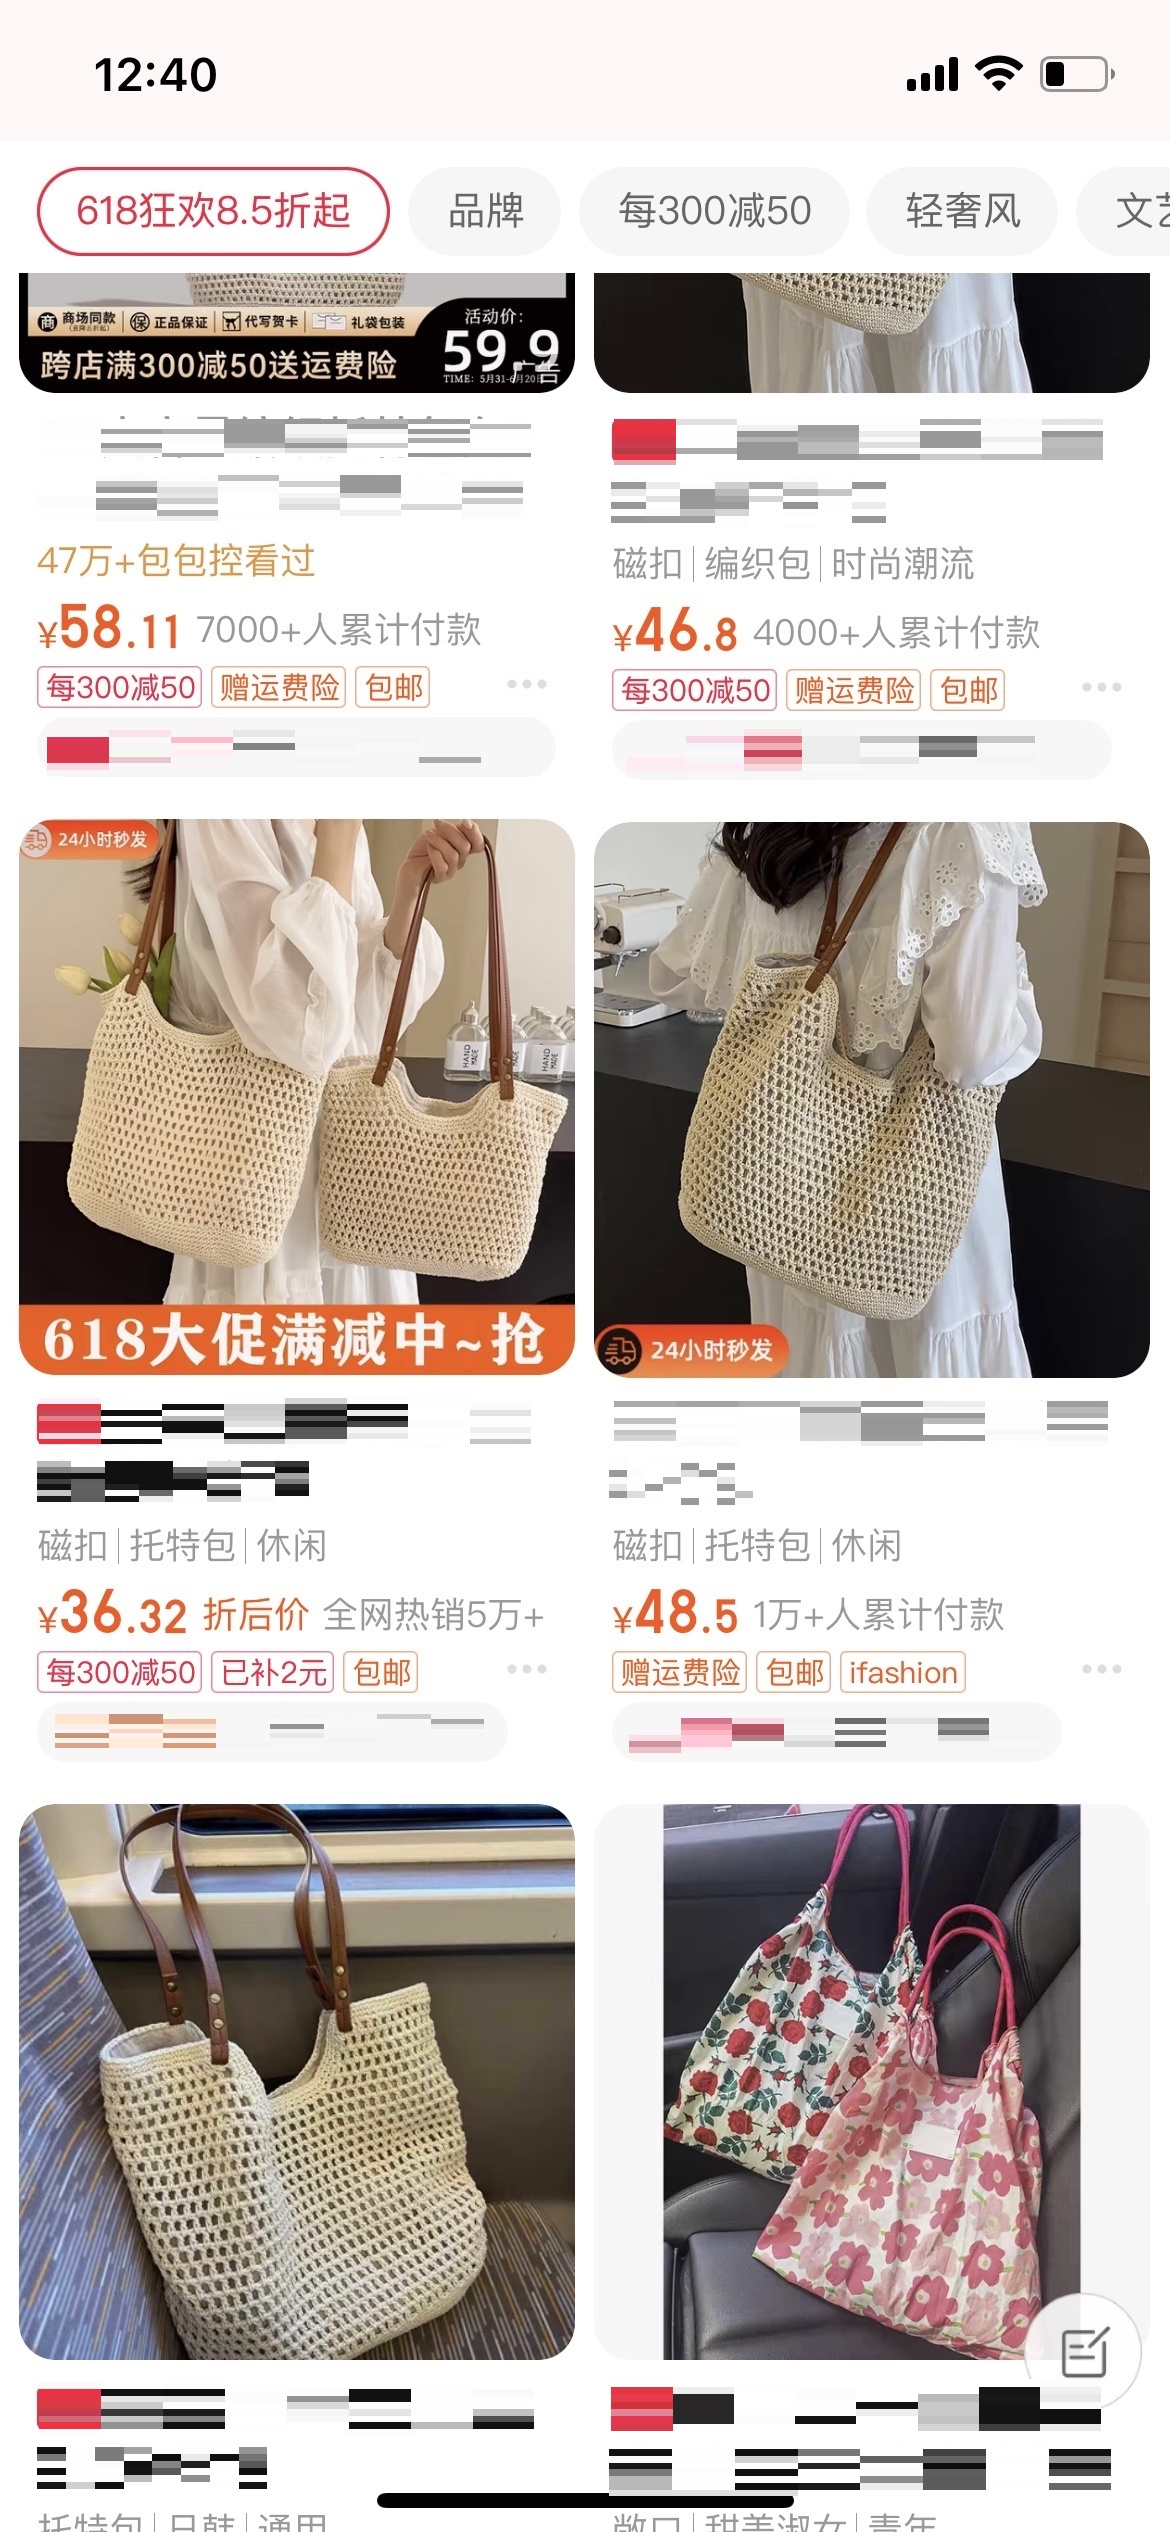 12:40
618狂欢8.5折起
品牌
每300减50
轻奢风
文艺
商 商场同款
保 正品保证
代写贺卡
礼袋包装
活动价:
59.9
跨店满300减50送运费险
TIME: 5月31-6月20
广告
47万+包包控看过
¥58.11 7000+人累计付款
每300减50 赠运费险 包邮
磁扣|编织包|时尚潮流
¥46.8 4000+人累计付款
每300减50 赠运费险 包邮
24小时秒发
HAND MADE
HAND MADE
618大促满减中~抢
磁扣|托特包|休闲
¥36.32 折后价 全网热销5万+
每300减50 已补2元 包邮
24小时秒发
磁扣|托特包|休闲
¥48.5 1万+人累计付款
赠运费险 包邮 ifashion
托特包|日韩|通用
敞口|甜美淑女|青年